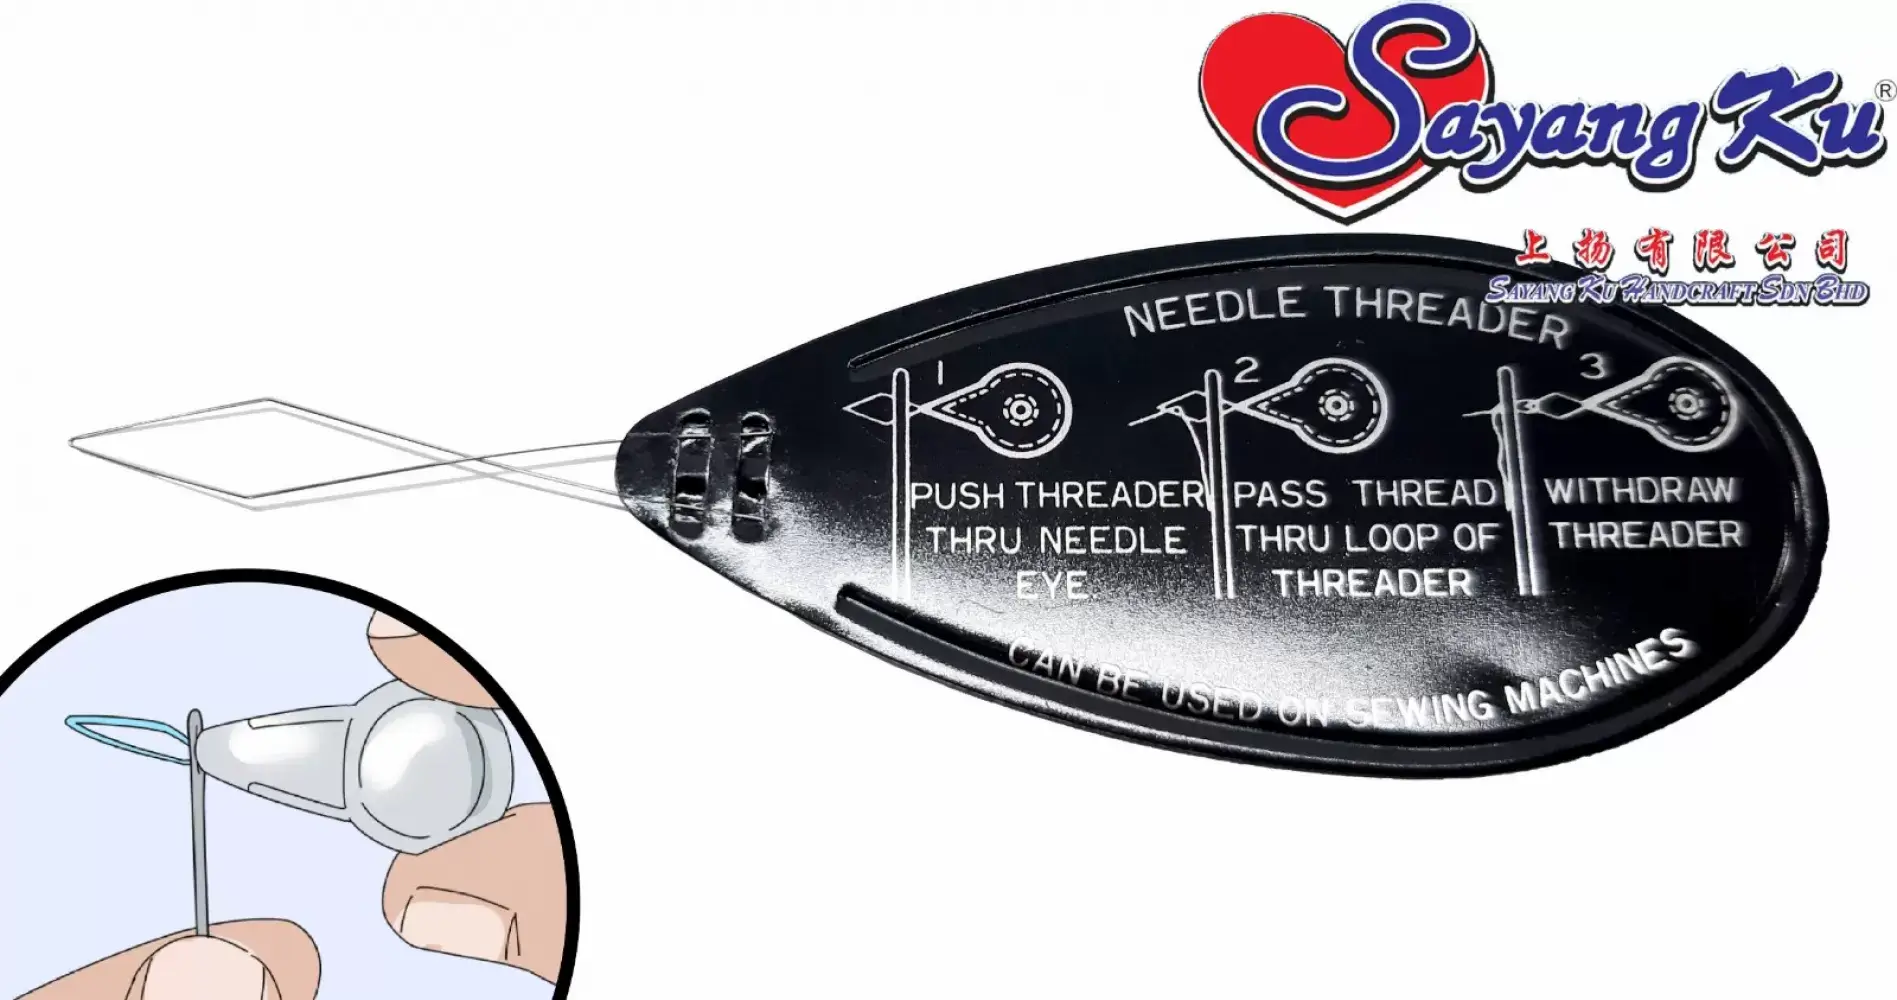 Sayang Ku®
上扬有限公司
SAYANG KU HANDCRAFT SDN BHD
NEEDLE THREADER
1
2
3
PUSH THREADER
THRU NEEDLE
EYE.
PASS THREAD
THRU LOOP OF
THREADER
WITHDRAW
THREADER
CAN BE USED ON SEWING MACHINES